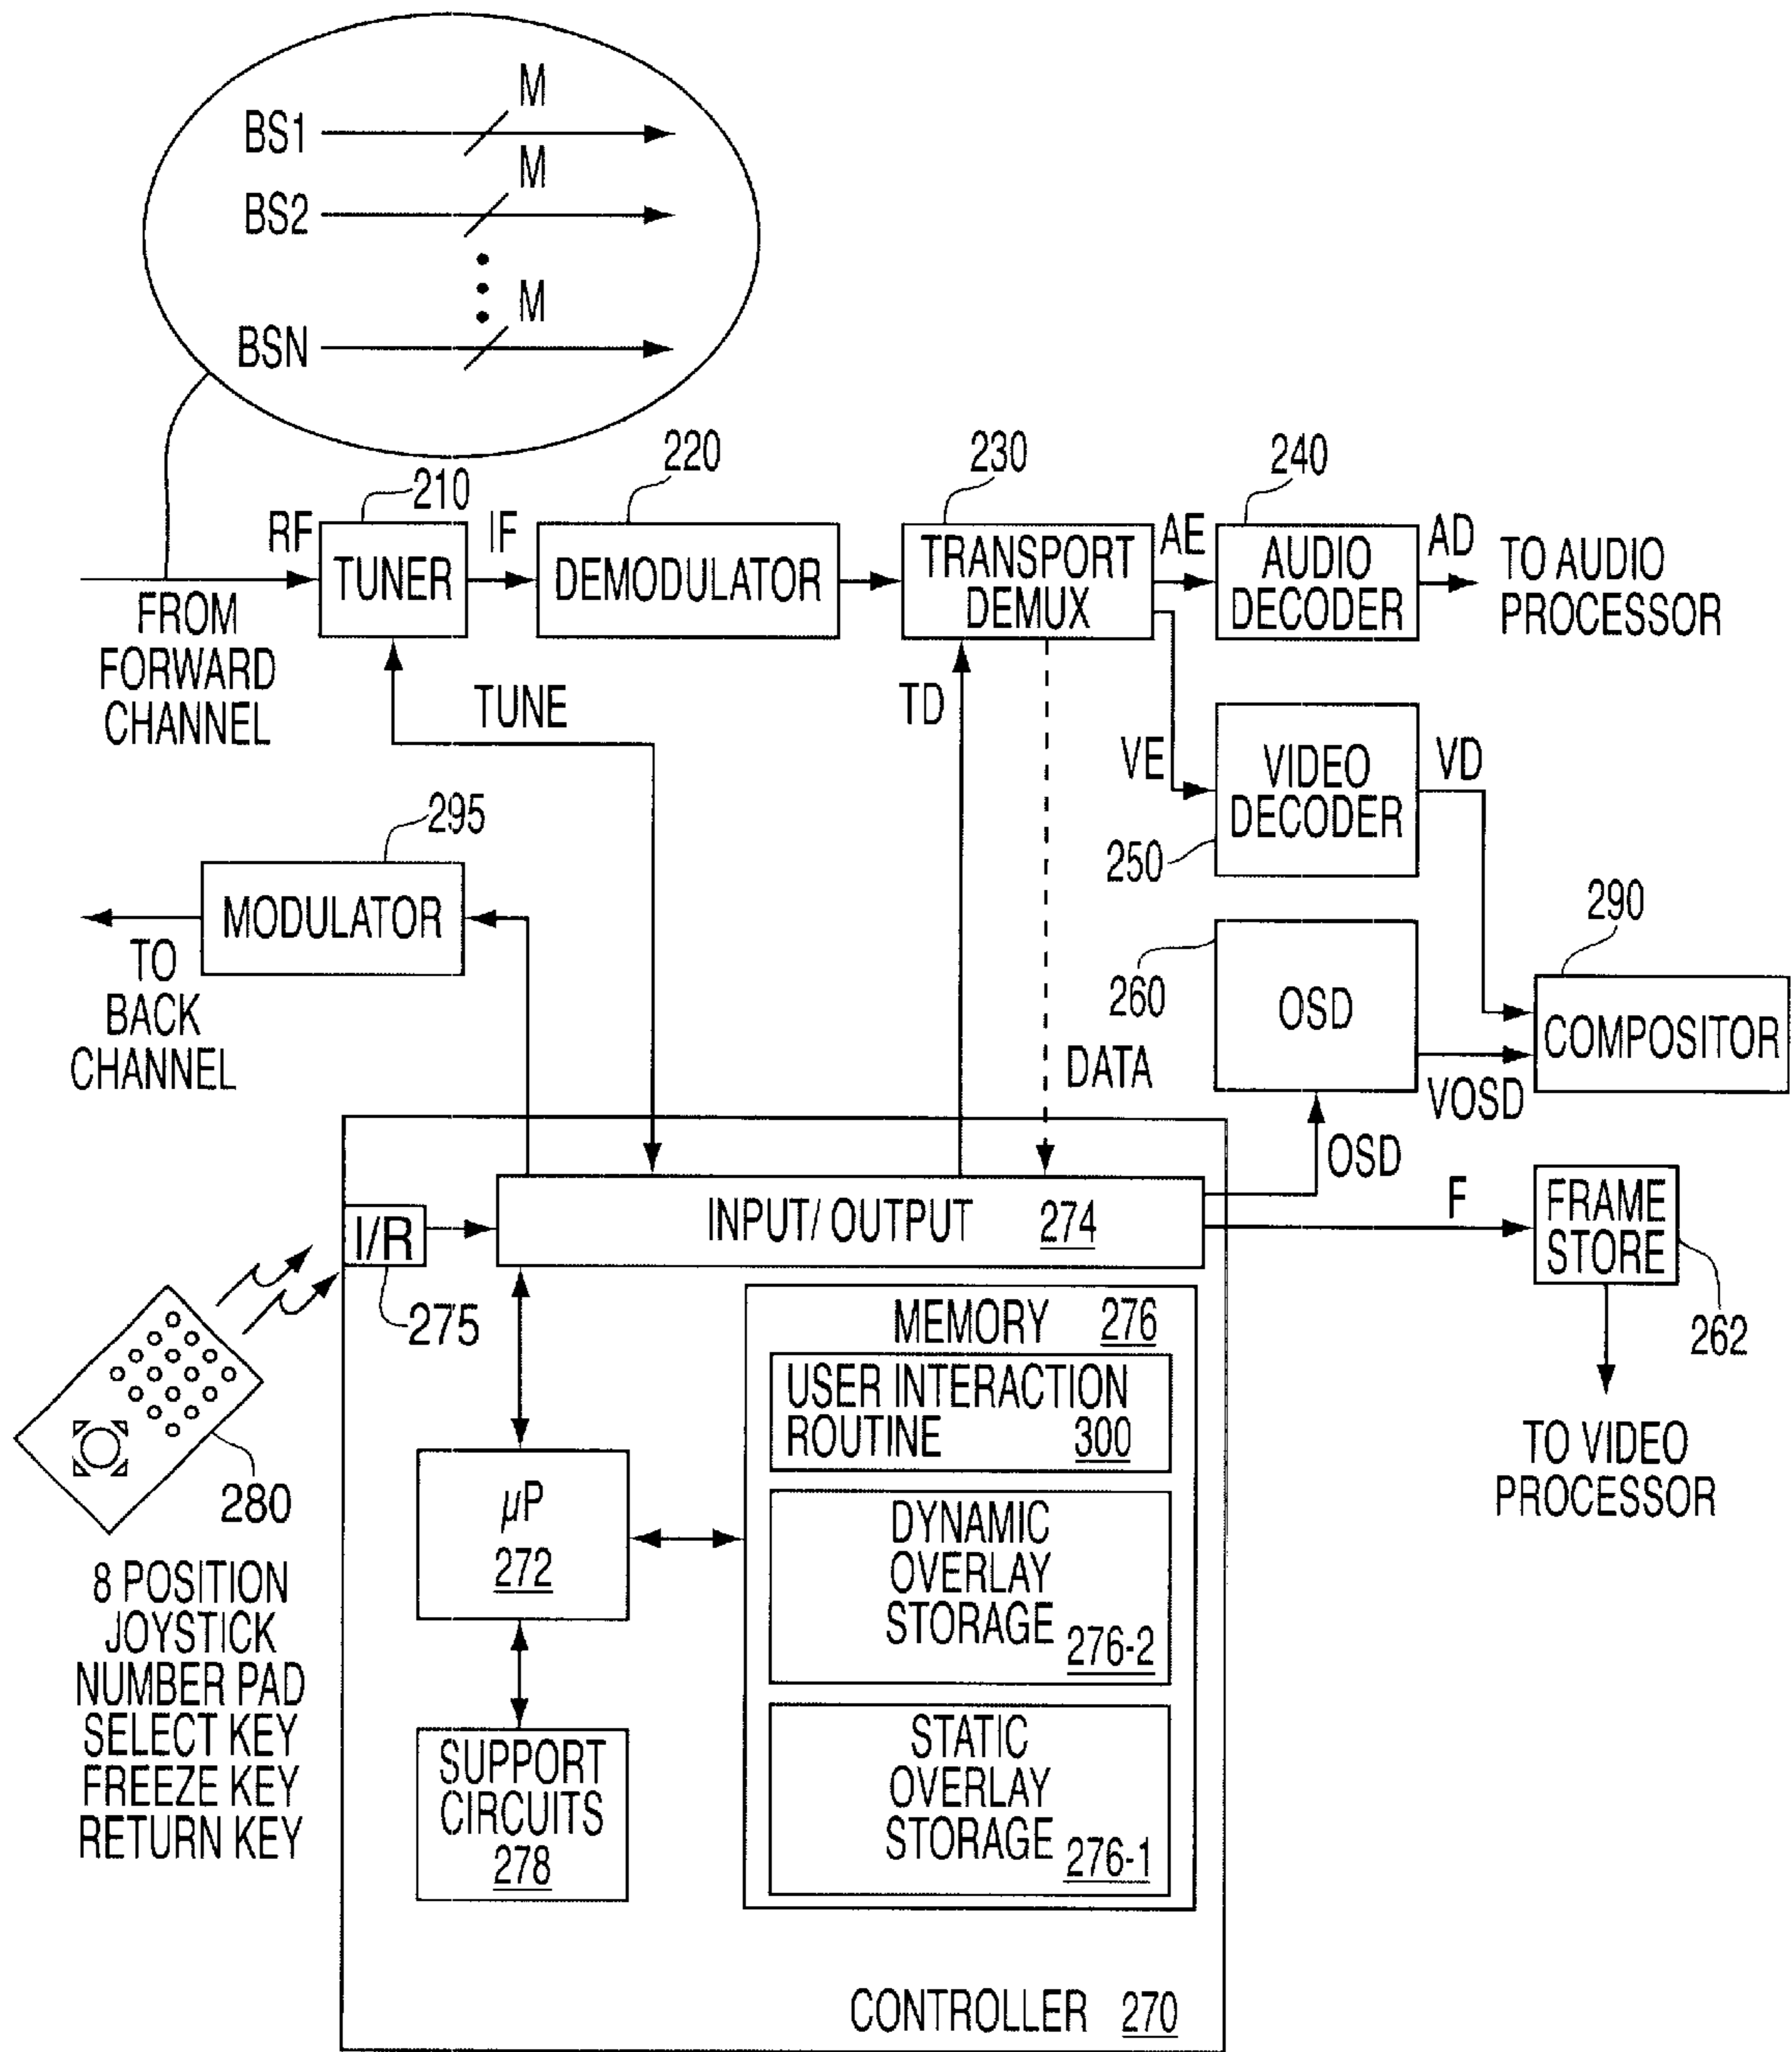 M
BS1
M
BS2
M
BSN
210
220
230
240
RF
IF
AE
AD
TUNER
DEMODULATOR
TRANSPORT
DEMUX
AUDIO
DECODER
TO AUDIO
PROCESSOR
FROM
FORWARD
CHANNEL
TUNE
TD
VE
VIDEO
DECODER
VD
250
295
MODULATOR
TO
BACK
CHANNEL
260
OSD
290
COMPOSITOR
DATA
VOSD
OSD
I/R
275
INPUT/OUTPUT 274
F
FRAME
STORE
262
TO VIDEO
PROCESSOR
280
8 POSITION
JOYSTICK
NUMBER PAD
SELECT KEY
FREEZE KEY
RETURN KEY
μP
272
SUPPORT
CIRCUITS
278
MEMORY 276
USER INTERACTION
ROUTINE 300
DYNAMIC
OVERLAY
STORAGE 276-2
STATIC
OVERLAY
STORAGE 276-1
CONTROLLER 270